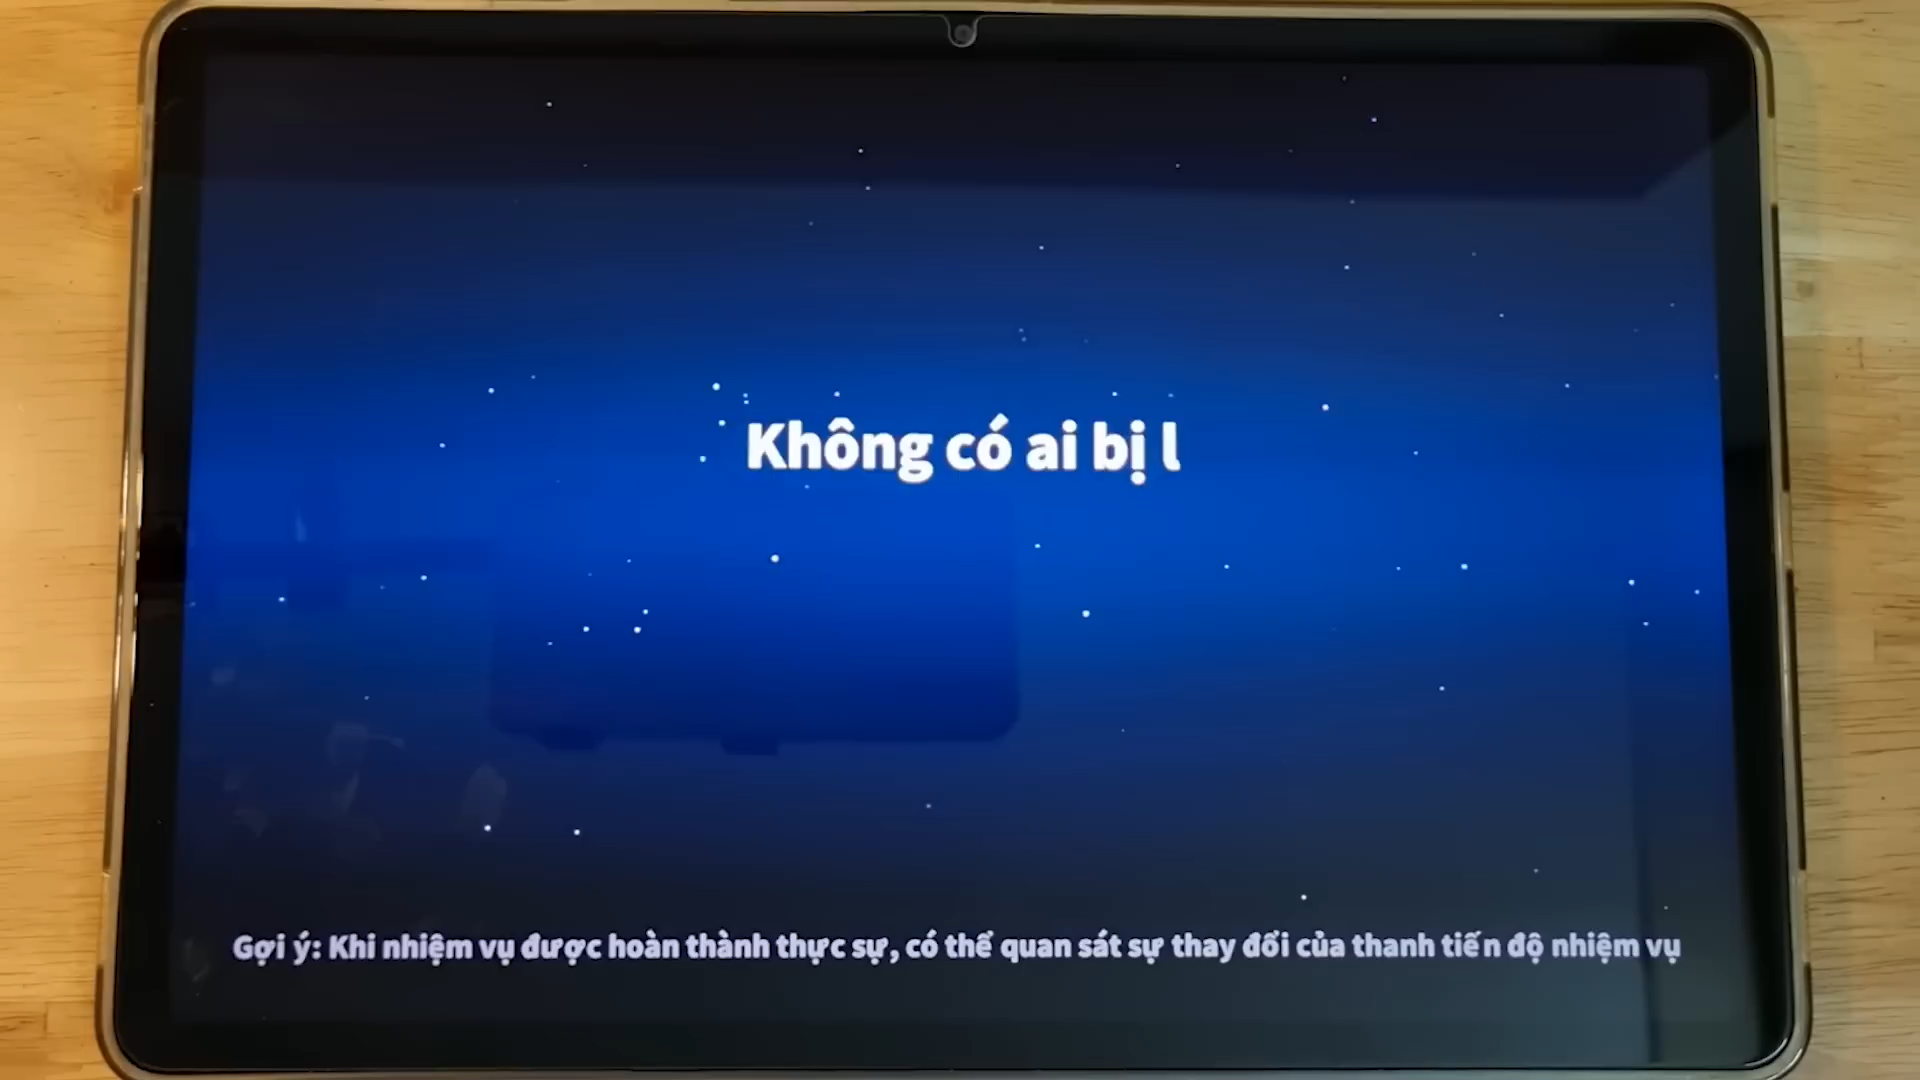 Không có ai bị l
Gợi ý: Khi nhiệm vụ được hoàn thành thực sự, có thể quan sát sự thay đổi của thanh tiến độ nhiệm vụ